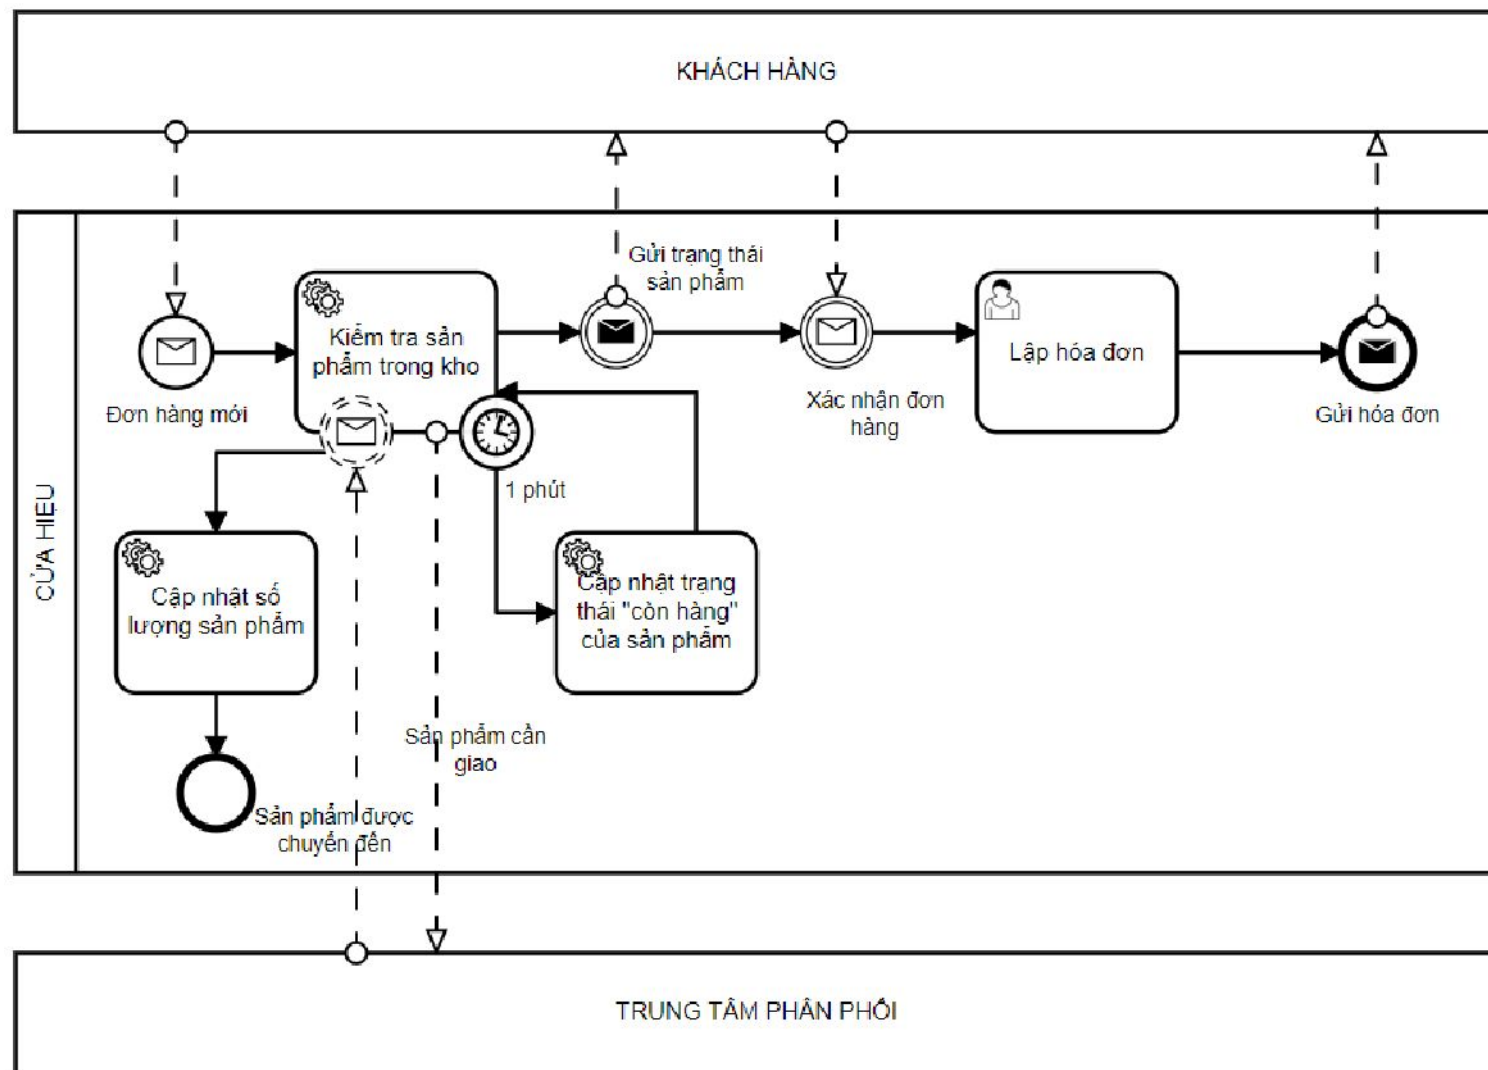 KHÁCH HÀNG
Gửi trạng thái
sản phẩm
Kiểm tra sản
phẩm trong kho
Lập hóa đơn
Đơn hàng mới
Xác nhận đơn
hàng
Gửi hóa đơn
1 phút
CỬA HIỆU
Cập nhật số
lượng sản phẩm
Cập nhật trạng
thái "còn hàng"
của sản phẩm
Sản phẩm cần
giao
Sản phẩm được
chuyển đến
TRUNG TÂM PHÂN PHỐI